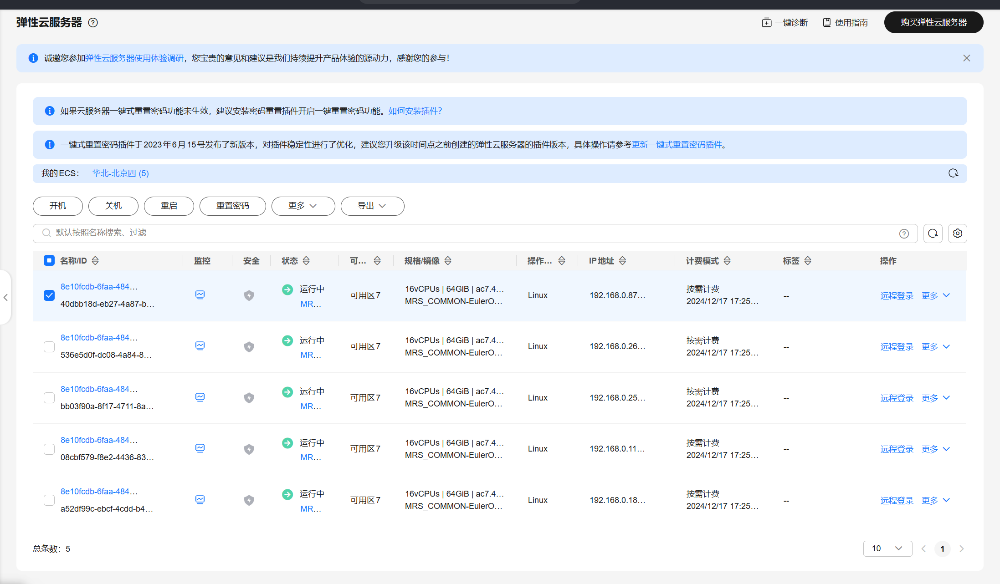 弹性云服务器
一键诊断 使用指南 购买弹性云服务器
诚邀您参加弹性云服务器使用体验调研，您宝贵的意见和建议是我们持续提升产品体验的源动力，感谢您的参与！
如果云服务器一键式重置密码功能未生效，建议安装密码重置插件开启一键重置密码功能。如何安装插件?
一键式重置密码插件于2023年6月15号发布了新版本，对插件稳定性进行了优化，建议您升级该时间点之前创建的弹性云服务器的插件版本，具体操作请参考更新一键式重置密码插件。
我的ECS： 华北-北京四 (5)
开机 关机 重启 重置密码 更多 导出
默认按照名称搜索、过滤
名称/ID 监控 安全 状态 可... 规格/镜像 操作... IP地址 计费模式 标签 操作
8e10fcdb-6faa-484... 运行中 16vCPUs | 64GiB | ac7.4... 按需计费
40dbb18d-eb27-4a87-b... MR... 可用区7 MRS_COMMON-EulerO... Linux 192.168.0.87... 2024/12/17 17:25... -- 远程登录 更多
8e10fcdb-6faa-484... 运行中 16vCPUs | 64GiB | ac7.4... 按需计费
536e5d0f-dc08-4a84-8... MR... 可用区7 MRS_COMMON-EulerO... Linux 192.168.0.26... 2024/12/17 17:25... -- 远程登录 更多
8e10fcdb-6faa-484... 运行中 16vCPUs | 64GiB | ac7.4... 按需计费
bb03f90a-8f17-4711-8a... MR... 可用区7 MRS_COMMON-EulerO... Linux 192.168.0.25... 2024/12/17 17:25... -- 远程登录 更多
8e10fcdb-6faa-484... 运行中 16vCPUs | 64GiB | ac7.4... 按需计费
08cbf579-f8e2-4436-83... MR... 可用区7 MRS_COMMON-EulerO... Linux 192.168.0.11... 2024/12/17 17:25... -- 远程登录 更多
8e10fcdb-6faa-484... 运行中 16vCPUs | 64GiB | ac7.4... 按需计费
a52df99c-ebcf-4cdd-b4... MR... 可用区7 MRS_COMMON-EulerO... Linux 192.168.0.18... 2024/12/17 17:25... -- 远程登录 更多
总条数：5 10 1